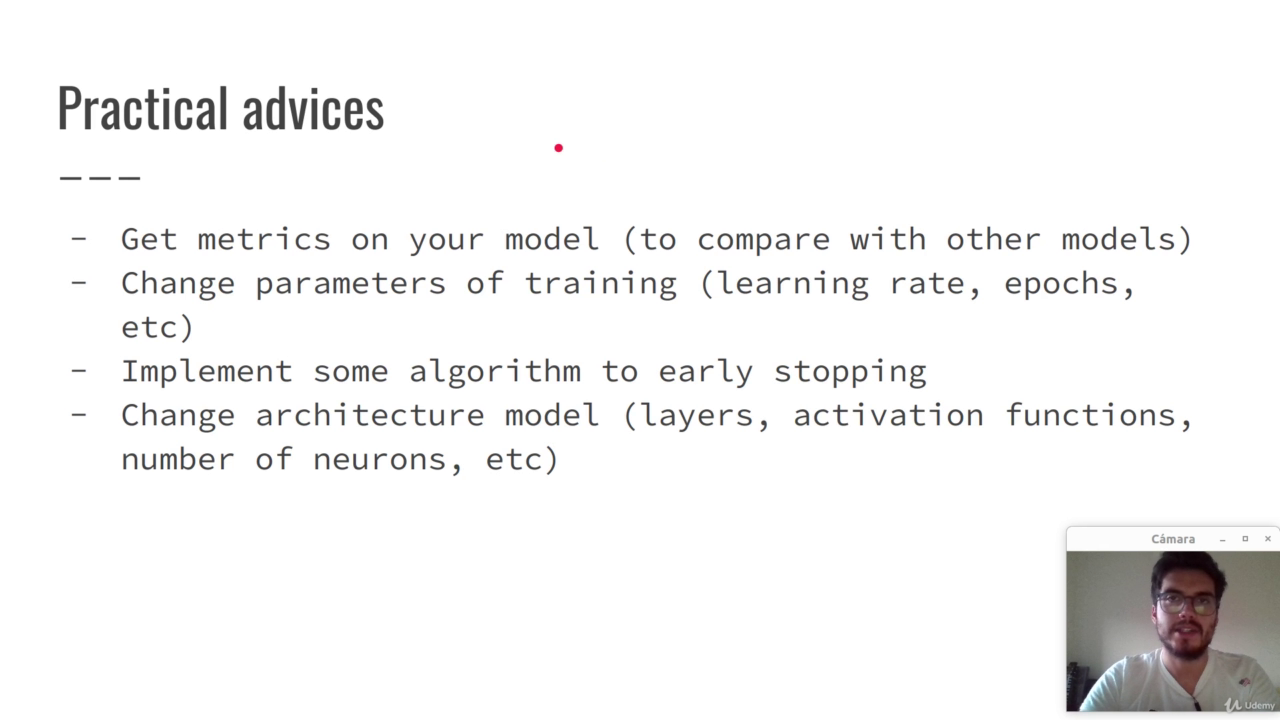 Practical advices
– Get metrics on your model (to compare with other models)
– Change parameters of training (learning rate, epochs,
etc)
– Implement some algorithm to early stopping
– Change architecture model (layers, activation functions,
number of neurons, etc)
Cámara
Udemy